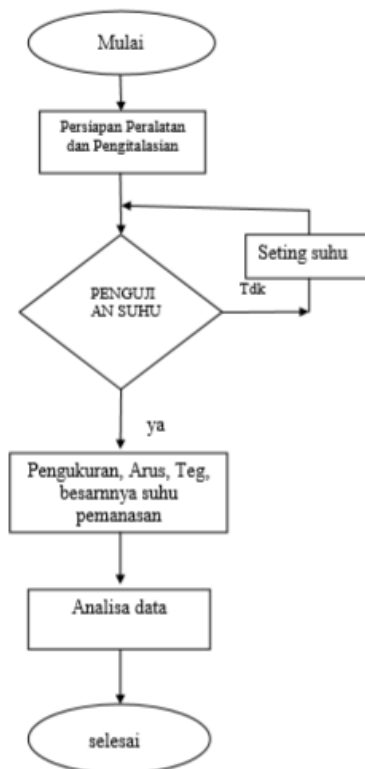 Mulai
Persiapan Peralatan
dan Pengitalasian
Seting suhu
PENGUJI
AN SUHU
Tdk
ya
Pengukuran, Arus, Teg,
besarnnya suhu
pemanasan
Analisa data
selesai